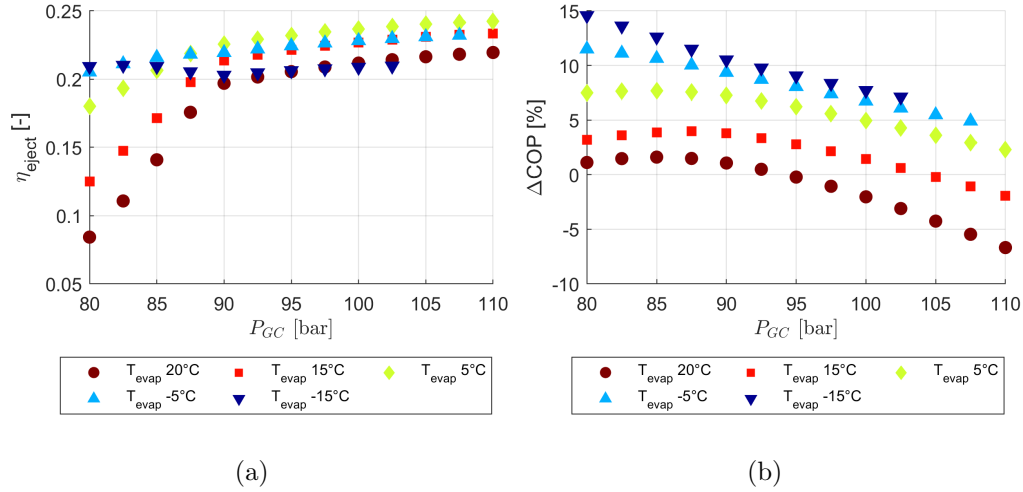 (a)
0.25
0.2
0.15
0.1
0.05
η_eject [-]
80 85 90 95 100 105 110
P_GC [bar]
T_evap 20°C T_evap 15°C T_evap 5°C
T_evap -5°C T_evap -15°C
(b)
15
10
5
0
-5
-10
ΔCOP [%]
80 85 90 95 100 105 110
P_GC [bar]
T_evap 20°C T_evap 15°C T_evap 5°C
T_evap -5°C T_evap -15°C
(a)
(b)